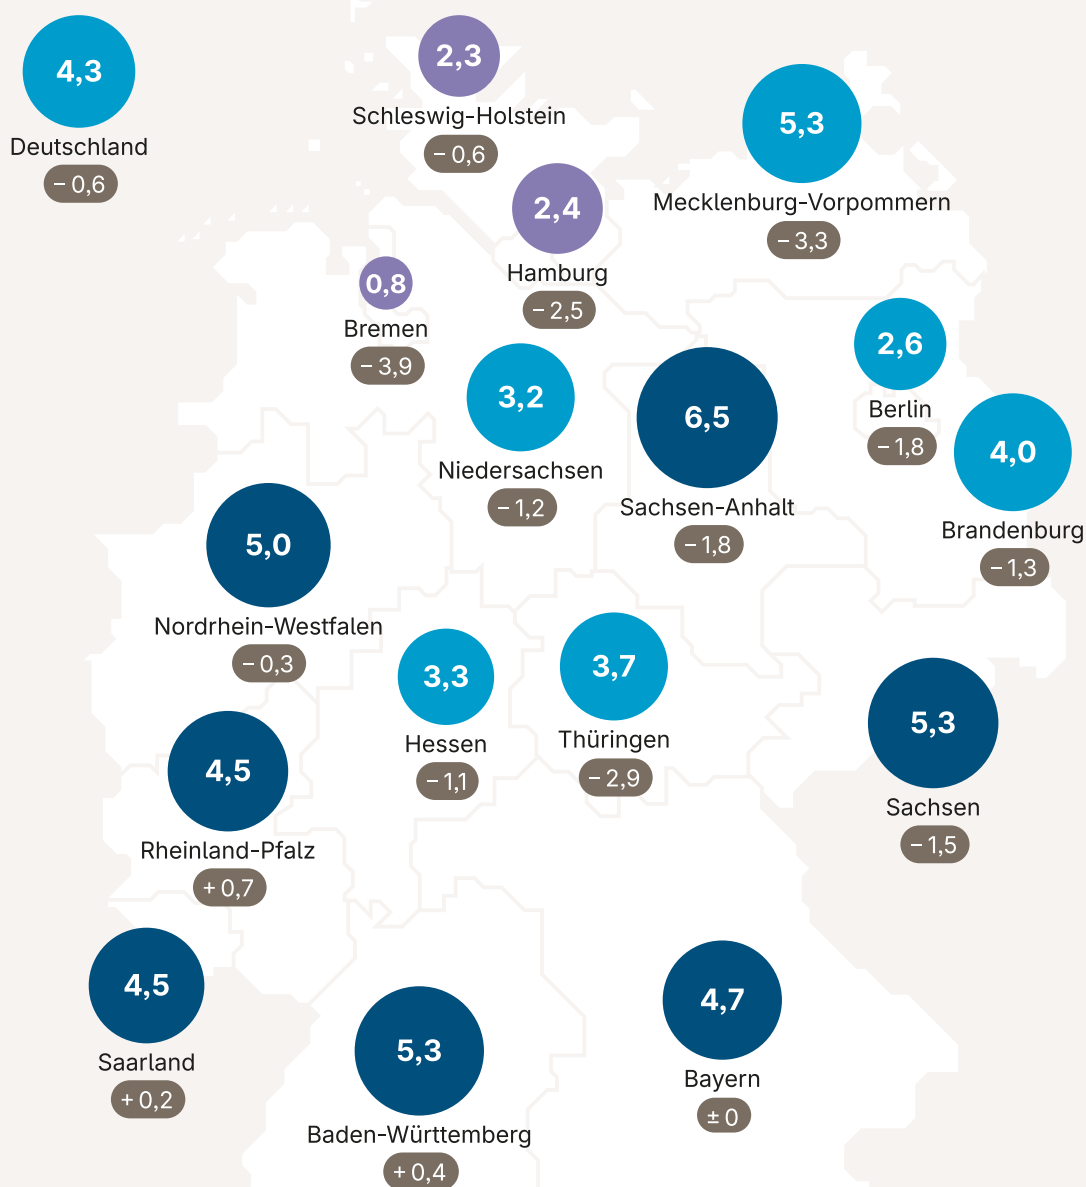 4,3
Deutschland
– 0,6
2,3
Schleswig-Holstein
– 0,6
5,3
Mecklenburg-Vorpommern
– 3,3
2,4
Hamburg
– 2,5
0,8
Bremen
– 3,9
2,6
Berlin
– 1,8
3,2
Niedersachsen
– 1,2
6,5
Sachsen-Anhalt
– 1,8
4,0
Brandenburg
– 1,3
5,0
Nordrhein-Westfalen
– 0,3
3,3
Hessen
– 1,1
3,7
Thüringen
– 2,9
5,3
Sachsen
– 1,5
4,5
Rheinland-Pfalz
+ 0,7
4,5
Saarland
+ 0,2
5,3
Baden-Württemberg
+ 0,4
4,7
Bayern
± 0